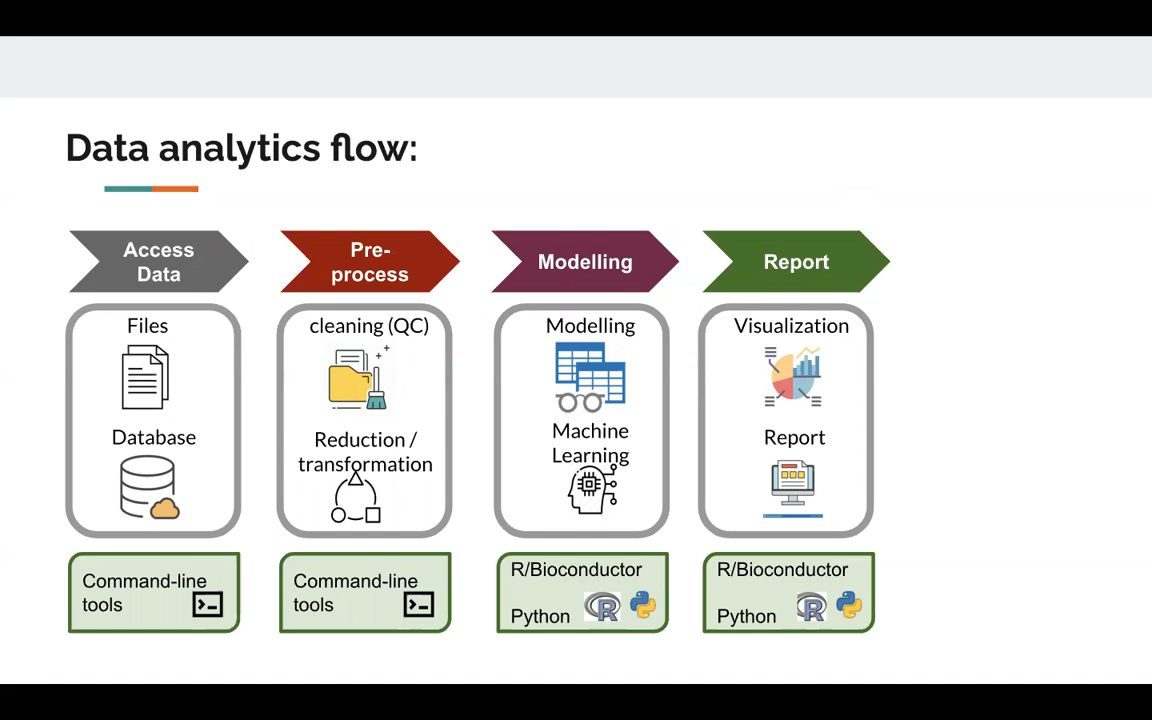 Data analytics flow:
Access
Data
Pre-
process
Modelling
Report
Files
Database
cleaning (QC)
Reduction /
transformation
Modelling
Machine
Learning
Visualization
Report
Command-line
tools
Command-line
tools
R/Bioconductor
Python
R/Bioconductor
Python